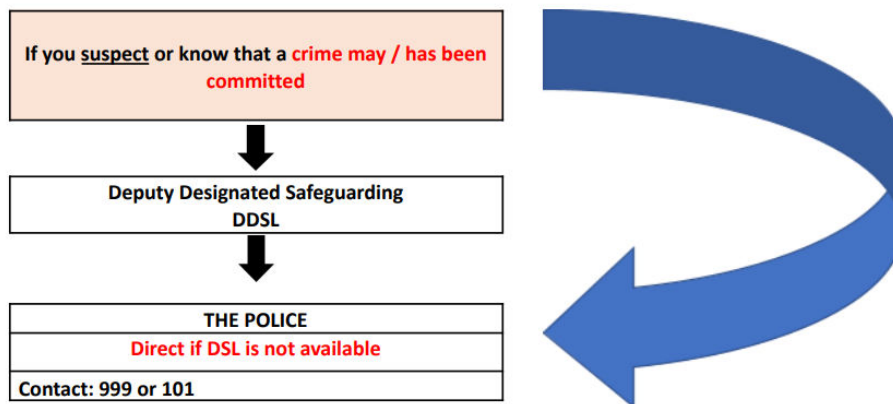 If you suspect or know that a crime may / has been
committed
Deputy Designated Safeguarding
DDSL
THE POLICE
Direct if DSL is not available
Contact: 999 or 101